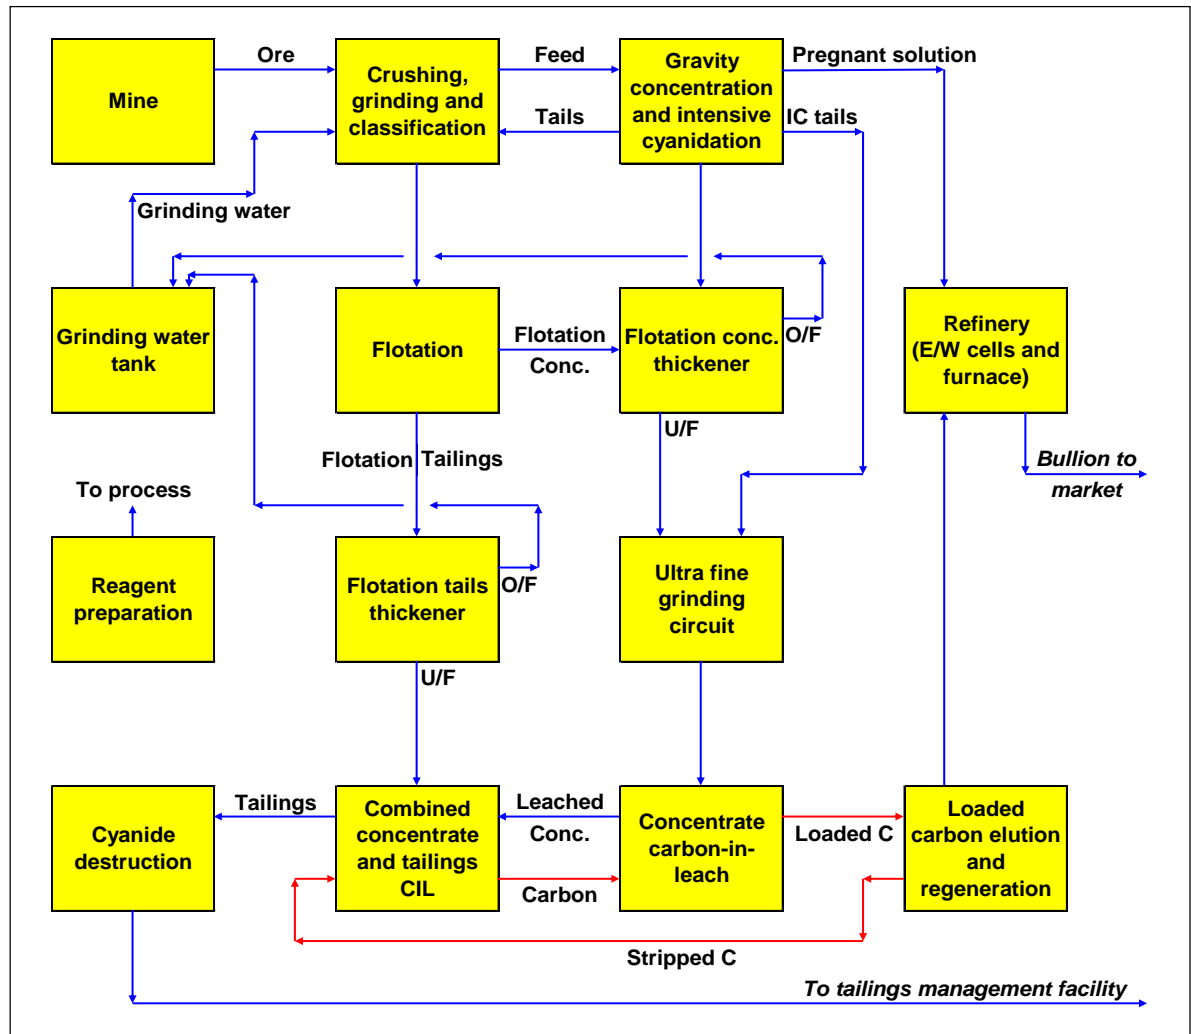 Ore
Feed
Pregnant solution
Mine
Crushing,
grinding and
classification
Gravity
concentration
and intensive
cyanidation
Tails
IC tails
Grinding water
Grinding water
tank
Flotation
Flotation
Conc.
Flotation conc.
thickener
O/F
Refinery
(E/W cells and
furnace)
U/F
Flotation Tailings
Bullion to
market
To process
Reagent
preparation
Flotation tails
thickener
O/F
Ultra fine
grinding
circuit
U/F
Tailings
Leached
Conc.
Cyanide
destruction
Combined
concentrate
and tailings
CIL
Concentrate
carbon-in-
leach
Loaded C
Loaded
carbon elution
and
regeneration
Carbon
Stripped C
To tailings management facility